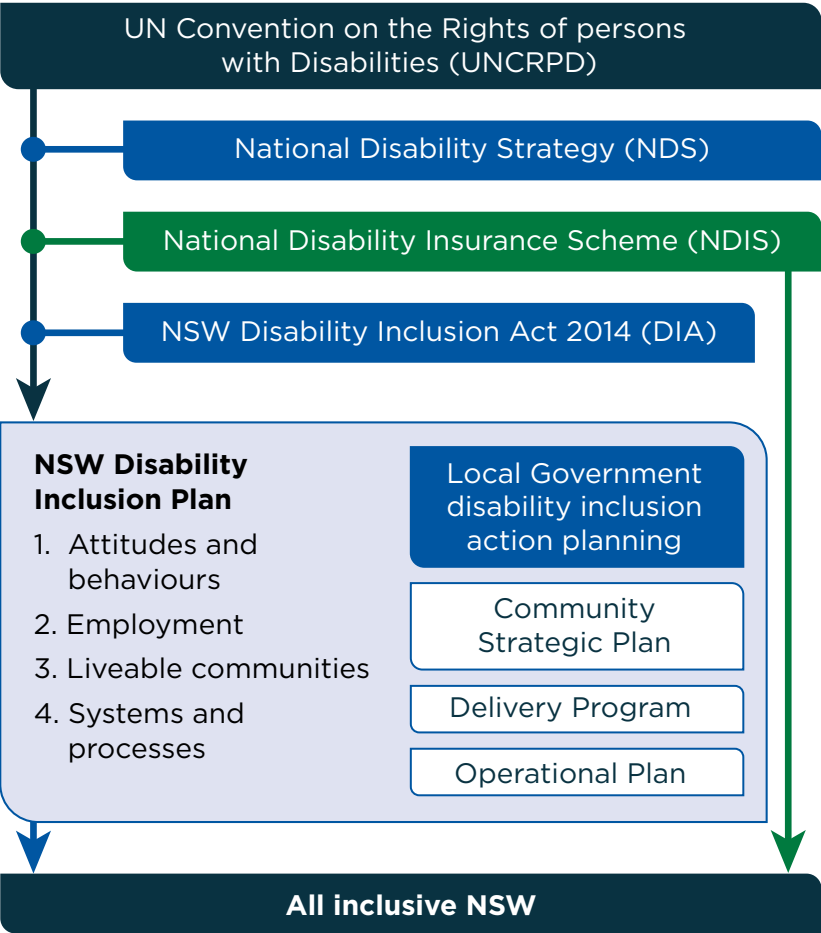 UN Convention on the Rights of persons
with Disabilities (UNCRPD)
National Disability Strategy (NDS)
National Disability Insurance Scheme (NDIS)
NSW Disability Inclusion Act 2014 (DIA)
NSW Disability
Inclusion Plan
1. Attitudes and
behaviours
2. Employment
3. Liveable communities
4. Systems and
processes
Local Government
disability inclusion
action planning
Community
Strategic Plan
Delivery Program
Operational Plan
All inclusive NSW